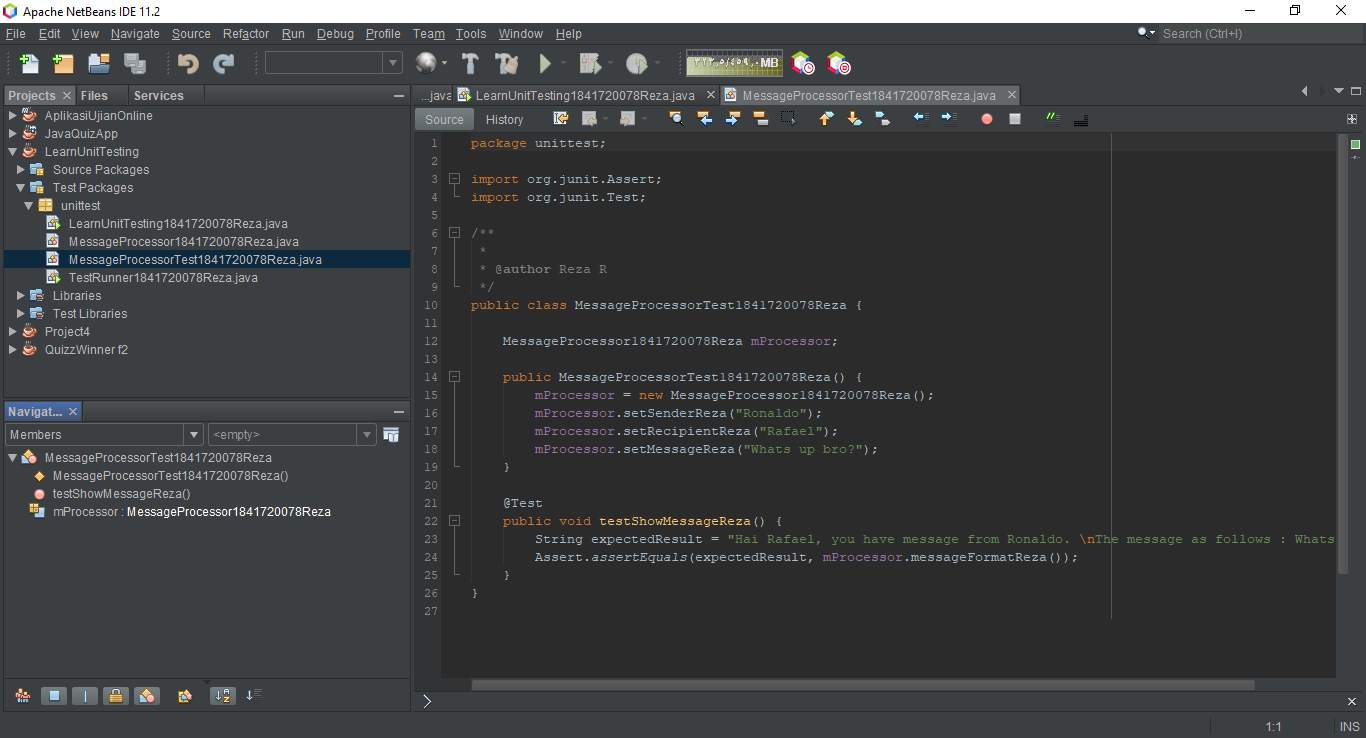 Apache NetBeans IDE 11.2
File Edit View Navigate Source Refactor Run Debug Profile Team Tools Window Help
Search (Ctrl+I)
Projects
Files
Services
AplikasiUjianOnline
JavaQuizApp
LearnUnitTesting
Source Packages
Test Packages
unittest
LearnUnitTesting1841720078Reza.java
MessageProcessor1841720078Reza.java
MessageProcessorTest1841720078Reza.java
TestRunner1841720078Reza.java
Libraries
Test Libraries
Project4
QuizzWinner f2
Navigat...
Members
<empty>
MessageProcessorTest1841720078Reza
MessageProcessorTest1841720078Reza()
testShowMessageReza()
mProcessor : MessageProcessor1841720078Reza
...java
LearnUnitTesting1841720078Reza.java
MessageProcessorTest1841720078Reza.java
Source
History
1 package unittest;
2
3 import org.junit.Assert;
4 import org.junit.Test;
5
6 /**
7 *
8 * @author Reza R
9 */
10 public class MessageProcessorTest1841720078Reza {
11
12 MessageProcessor1841720078Reza mProcessor;
13
14 public MessageProcessorTest1841720078Reza() {
15 mProcessor = new MessageProcessor1841720078Reza();
16 mProcessor.setSenderReza("Ronaldo");
17 mProcessor.setRecipientReza("Rafael");
18 mProcessor.setMessageReza("Whats up bro?");
19 }
20
21 @Test
22 public void testShowMessageReza() {
23 String expectedResult = "Hai Rafael, you have message from Ronaldo. \nThe message as follows : Whats
24 Assert.assertEquals(expectedResult, mProcessor.messageFormatReza());
25 }
26 }
27
1:1
INS